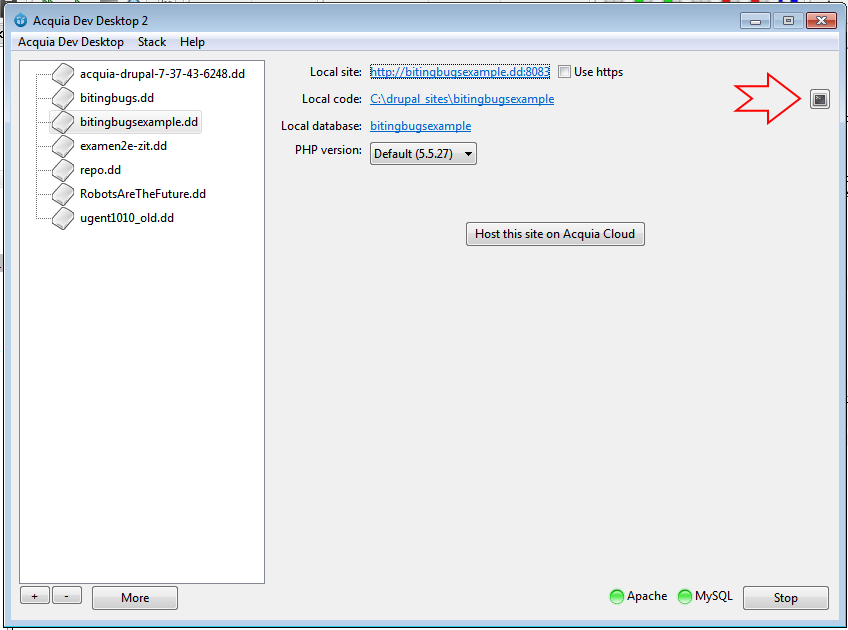 Acquia Dev Desktop 2
Acquia Dev Desktop Stack Help
acquia-drupal-7-37-43-6248.dd
bitingbugs.dd
bitingbugsexample.dd
examen2e-zit.dd
repo.dd
RobotsAreTheFuture.dd
ugent1010_old.dd
Local site: http://bitingbugsexample.dd:8083 Use https
Local code: C:\drupal_sites\bitingbugsexample
Local database: bitingbugsexample
PHP version: Default (5.5.27)
Host this site on Acquia Cloud
+ - More
Apache MySQL Stop